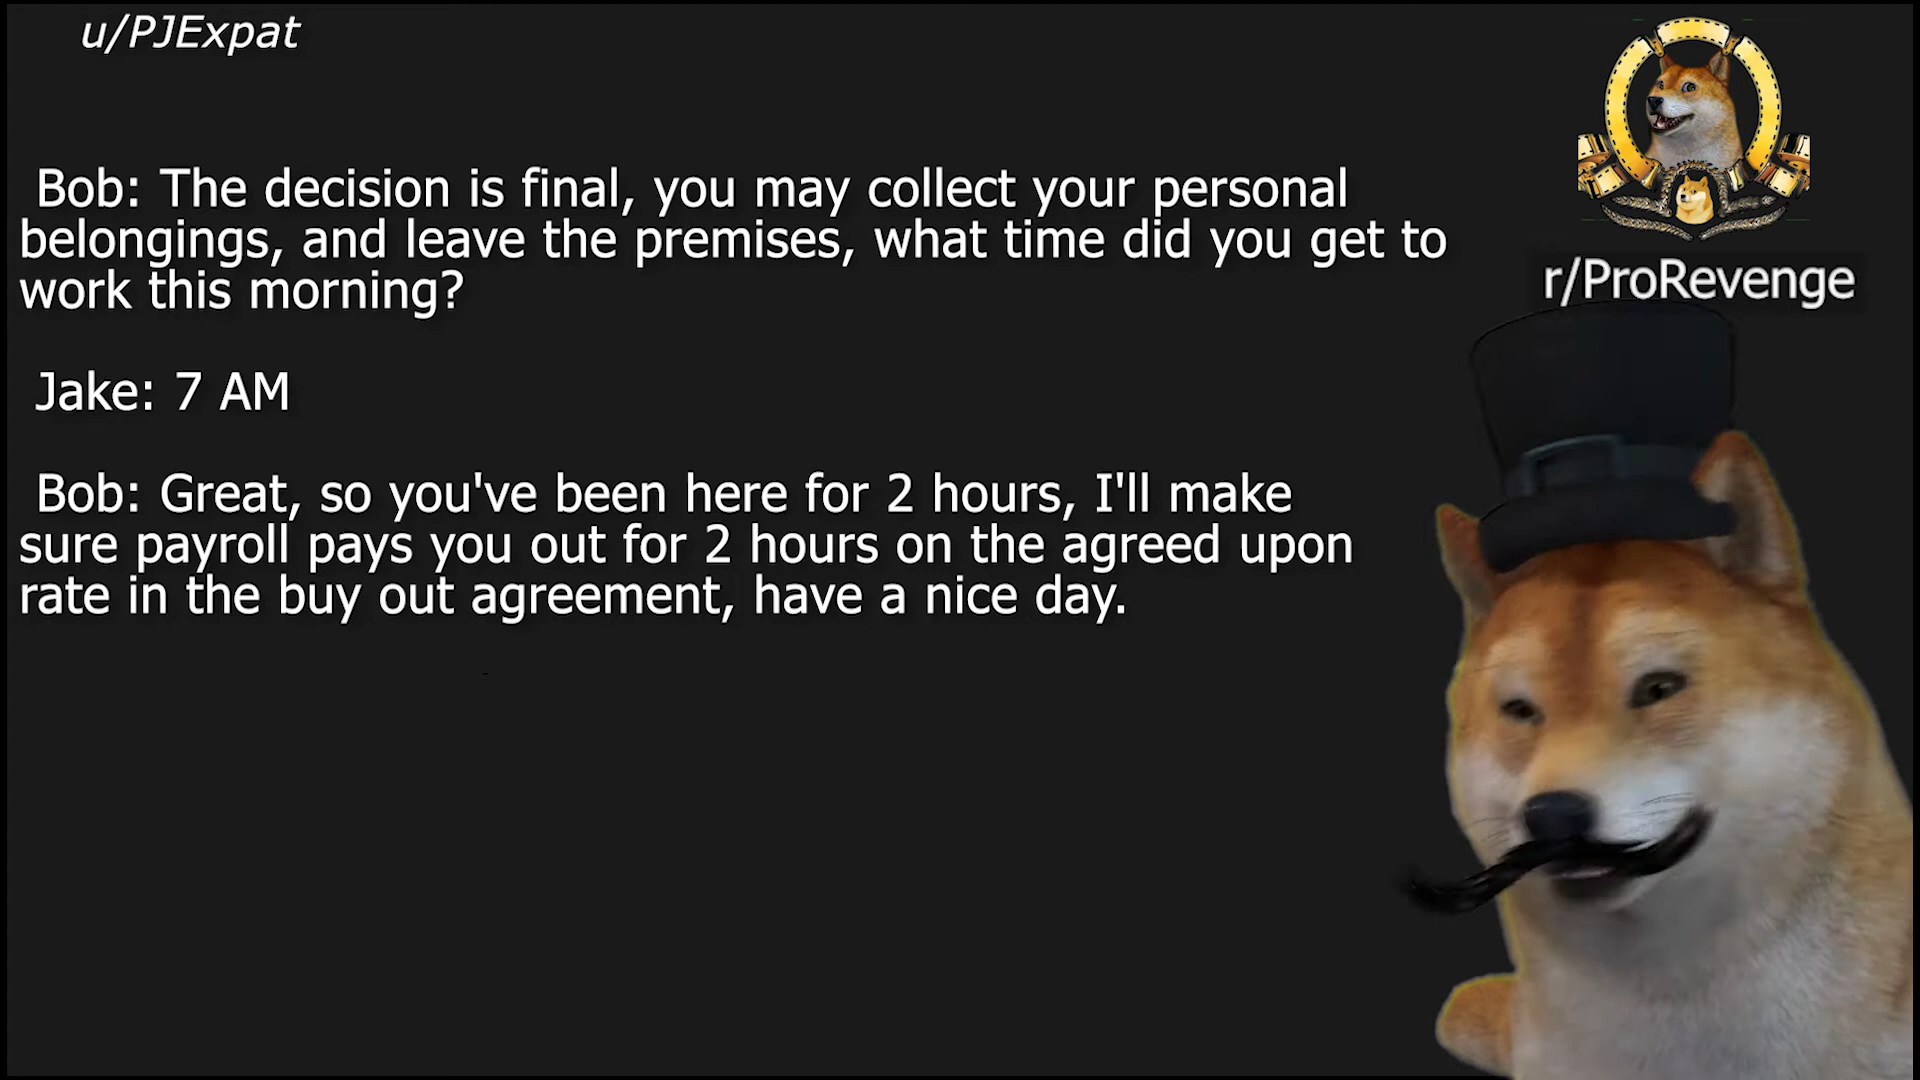 u/PJExpat
r/ProRevenge
Bob: The decision is final, you may collect your personal
belongings, and leave the premises, what time did you get to
work this morning?
Jake: 7 AM
Bob: Great, so you've been here for 2 hours, I'll make
sure payroll pays you out for 2 hours on the agreed upon
rate in the buy out agreement, have a nice day.